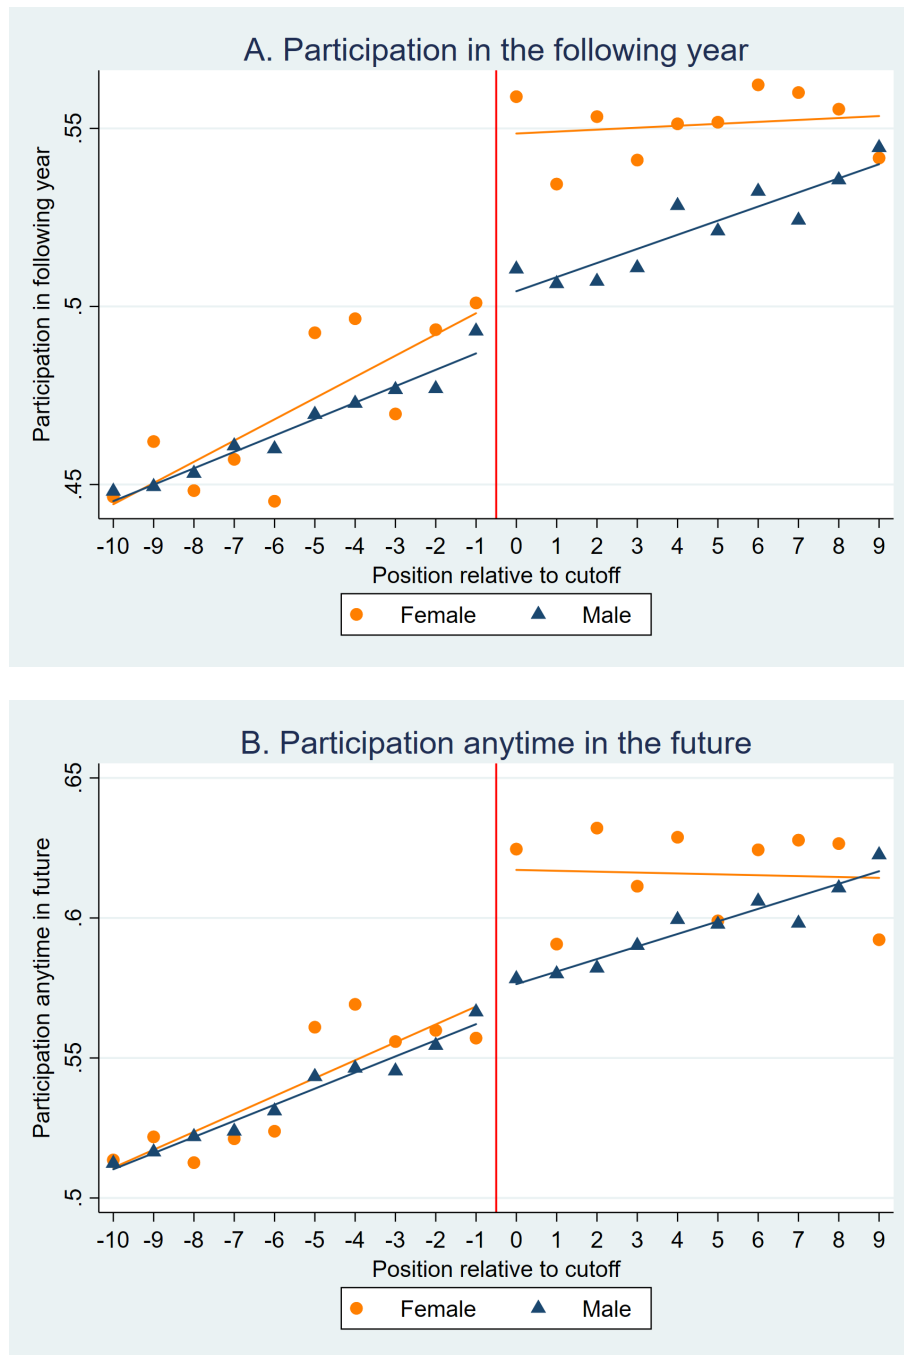 A. Participation in the following year
Participation in following year
.55
.5
.45
-10 -9 -8 -7 -6 -5 -4 -3 -2 -1 0 1 2 3 4 5 6 7 8 9
Position relative to cutoff
Female Male
B. Participation anytime in the future
Participation anytime in future
.65
.6
.55
.5
-10 -9 -8 -7 -6 -5 -4 -3 -2 -1 0 1 2 3 4 5 6 7 8 9
Position relative to cutoff
Female Male